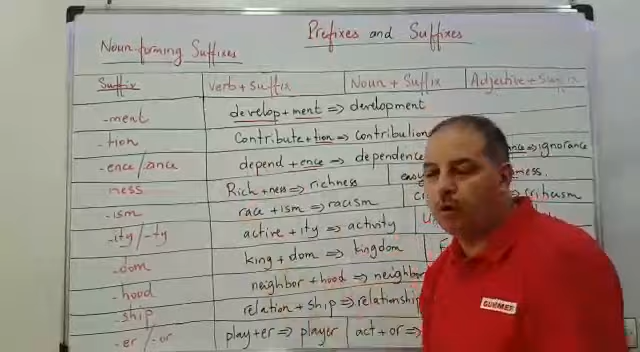 Prefixes and Suffixes
Noun-forming Suffixes
Suffix Verb + Suffix Noun + Suffix Adjective +
-ment develop + ment ⇒ development
-tion Contribute + tion ⇒ contribution
-ence/-ance depend + ence ⇒ dependence ⇒ ignorance
ness Rich + ness ⇒ richness
-ism race + ism ⇒ racism
-ity/-ty active + ity ⇒ activity
-dom king + dom ⇒ kingdom
-hood neighbor + hood ⇒
-ship relation + ship ⇒ relationship
-er/-or play + er ⇒ player act + or ⇒